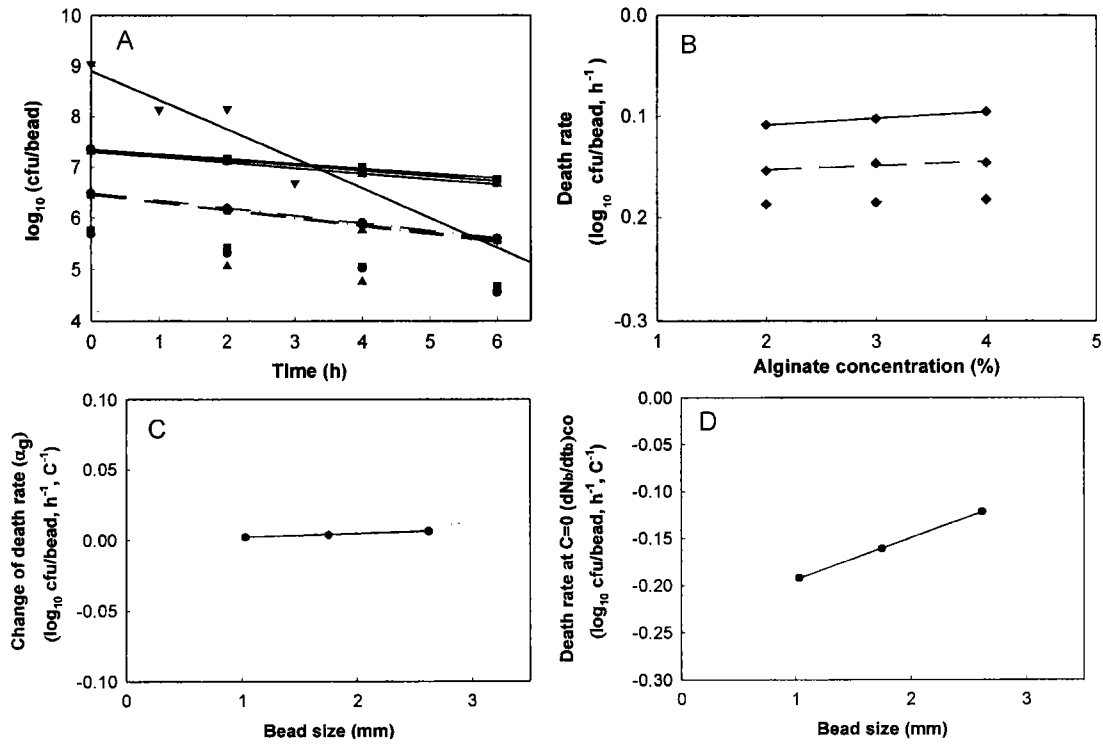 A
10
9
8
7
6
5
4
log10 (cfu/bead)
0 1 2 3 4 5 6
Time (h)
B
0.0
0.1
0.2
-0.3
Death rate
(log10 cfu/bead, h-1)
1 2 3 4 5
Alginate concentration (%)
C
0.10
0.05
0.00
-0.05
-0.10
Change of death rate (αg)
(log10 cfu/bead, h-1, C-1)
0 1 2 3
Bead size (mm)
D
0.00
-0.05
-0.10
-0.15
-0.20
-0.25
-0.30
Death rate at C=0 (dNb/dtb)co
(log10 cfu/bead, h-1, C-1)
0 1 2 3
Bead size (mm)